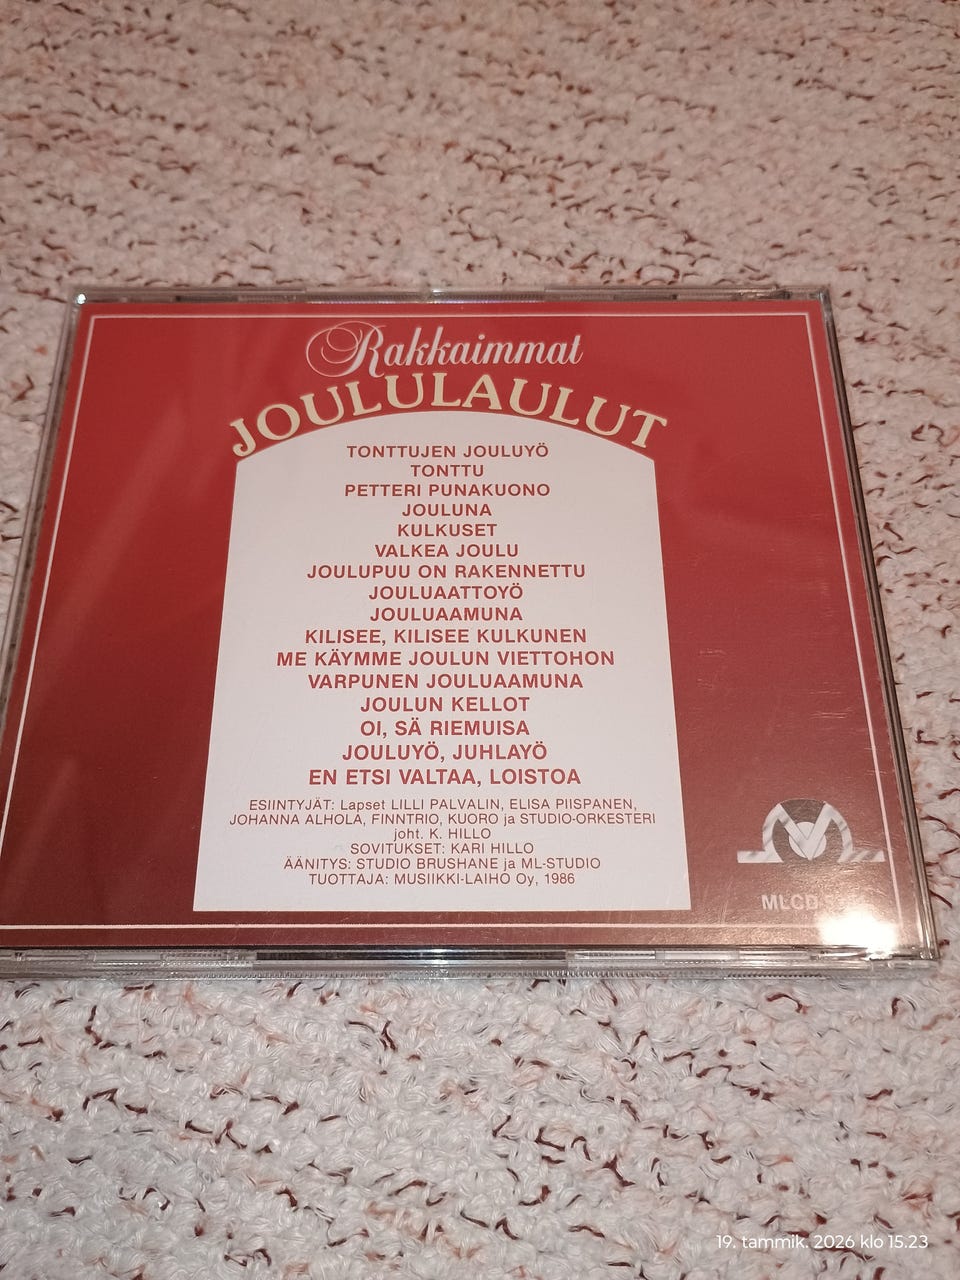 Rakkaimmat
JOULULAULUT
TONTTUJEN JOULUYÖ
TONTTU
PETTERI PUNAKUONO
JOULUNA
KULKUSET
VALKEA JOULU
JOULUPUU ON RAKENNETTU
JOULUAATTOYÖ
JOULUAAMUNA
KILISEE, KILISEE KULKUNEN
ME KÄYMME JOULUN VIETTOHON
VARPUNEN JOULUAAMUNA
JOULUN KELLOT
OI, SÄ RIEMUISA
JOULUYÖ, JUHLAYÖ
EN ETSI VALTAA, LOISTOA
ESIINTYJÄT: Lapset LILLI PALVALIN, ELISA PIISPANEN,
JOHANNA ALHOLA, FINNTRIO, KUORO ja STUDIO-ORKESTERI
joht. K. HILLO
SOVITUKSET: KARI HILLO
ÄÄNITYS: STUDIO BRUSHANE ja ML-STUDIO
TUOTTAJA: MUSIIKKI-LAIHO Oy, 1986
MLCD
19. tammik. 2026 klo 15.23